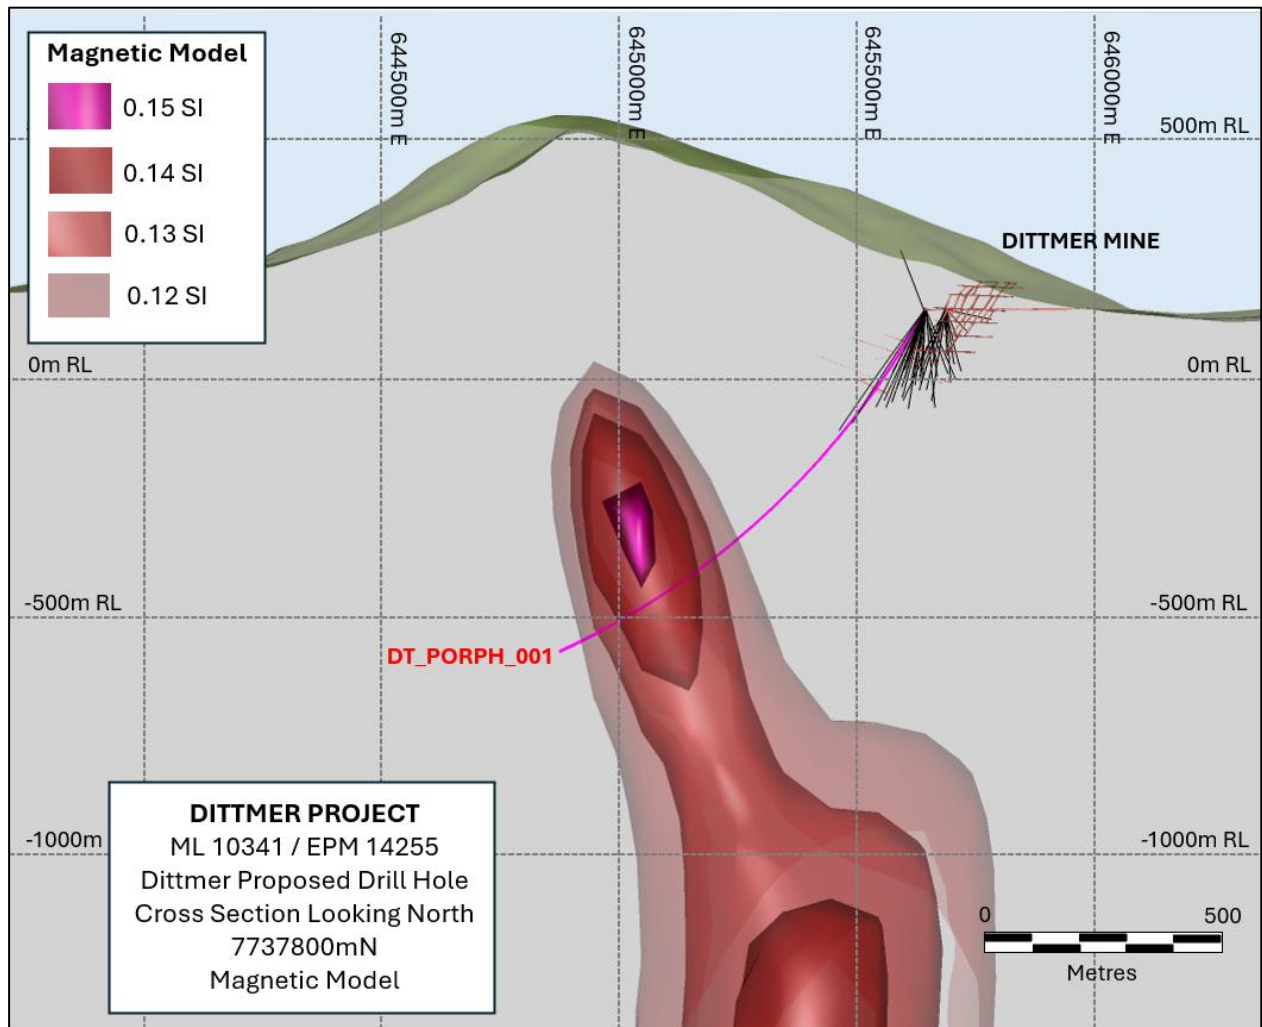 Magnetic Model
0.15 SI
0.14 SI
0.13 SI
0.12 SI
644500m E
645000m E
645500m E
646000m E
500m RL
DITTMER MINE
0m RL
0m RL
-500m RL
-500m RL
DT_PORPH_001
-1000m
-1000m RL
DITTMER PROJECT
ML 10341 / EPM 14255
Dittmer Proposed Drill Hole
Cross Section Looking North
7737800mN
Magnetic Model
0 500
Metres